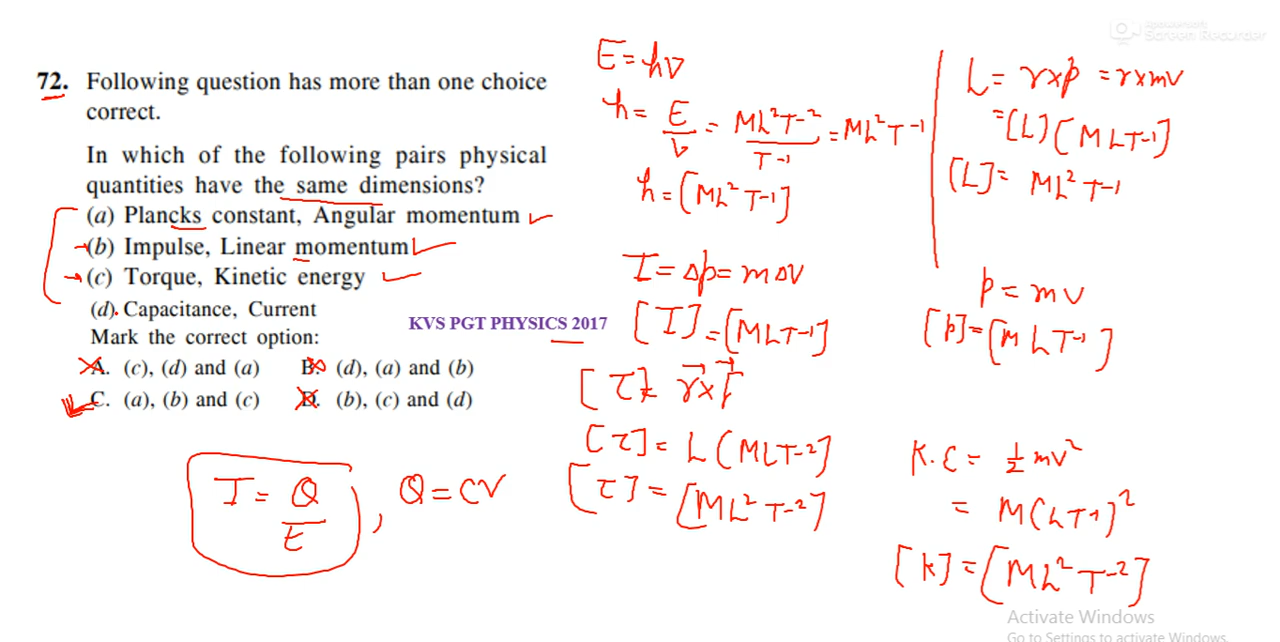 72. Following question has more than one choice
correct.
In which of the following pairs physical
quantities have the same dimensions?
(a) Plancks constant, Angular momentum
(b) Impulse, Linear momentum
(c) Torque, Kinetic energy
(d). Capacitance, Current
Mark the correct option:
A. (c), (d) and (a) B. (d), (a) and (b)
C. (a), (b) and (c) D. (b), (c) and (d)
KVS PGT PHYSICS 2017
I = Q/t , Q = CV
E = hν
h = E/ν = ML²T-2/T-1 = ML²T-1
h = [ML²T-1]
I = Δp = mΔv
[I] = [MLT-1]
[τ] = r×F
[τ] = L[MLT-2]
[τ] = [ML²T-2]
L = r×p = r×mv
= [L][MLT-1]
[L] = ML²T-1
p = mv
[p] = [MLT-1]
K.E = ½mv²
= M(LT-1)²
[k] = [ML²T-2]
Screen Recorder
Activate Windows
Go to Settings to activate Windows.